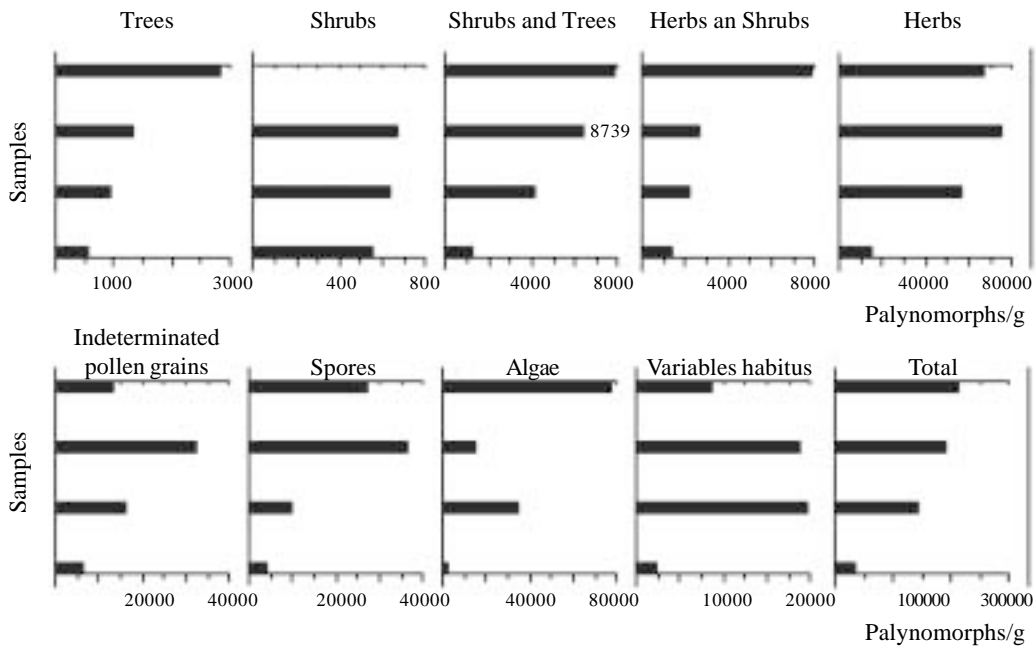 Trees Shrubs Shrubs and Trees Herbs an Shrubs Herbs
Samples
8739
1000 3000 400 800 4000 8000 4000 8000 40000 80000
Palynomorphs/g
Indeterminated
pollen grains Spores Algae Variables habitus Total
Samples
20000 40000 20000 40000 40000 80000 10000 20000 100000 300000
Palynomorphs/g